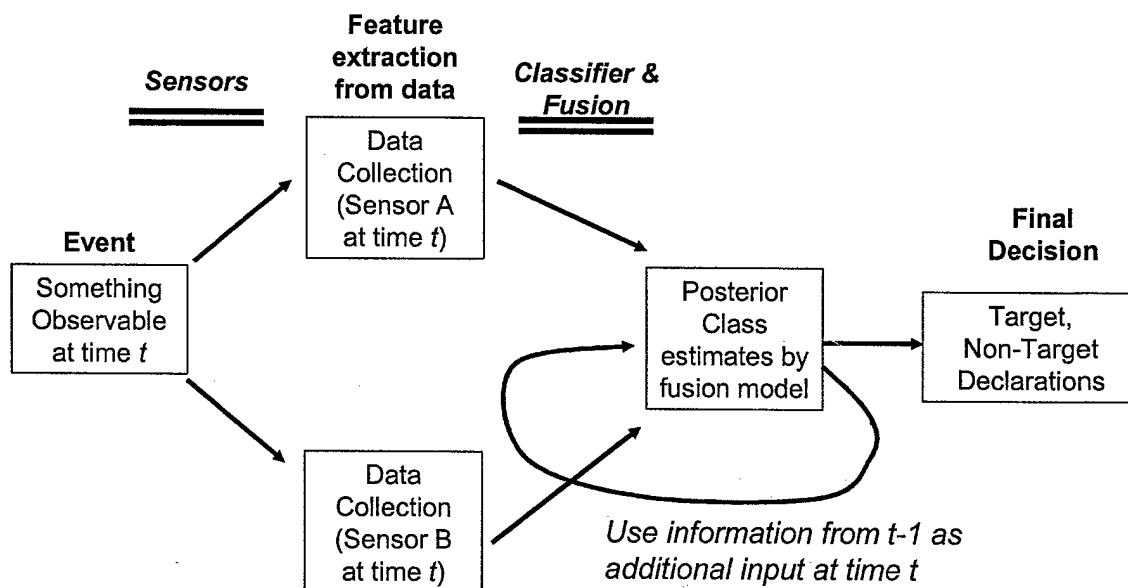 Sensors
Feature
extraction
from data
Classifier &
Fusion
Event
Something
Observable
at time t
Data
Collection
(Sensor A
at time t)
Data
Collection
(Sensor B
at time t)
Posterior
Class
estimates by
fusion model
Use information from t-1 as
additional input at time t
Final
Decision
Target,
Non-Target
Declarations